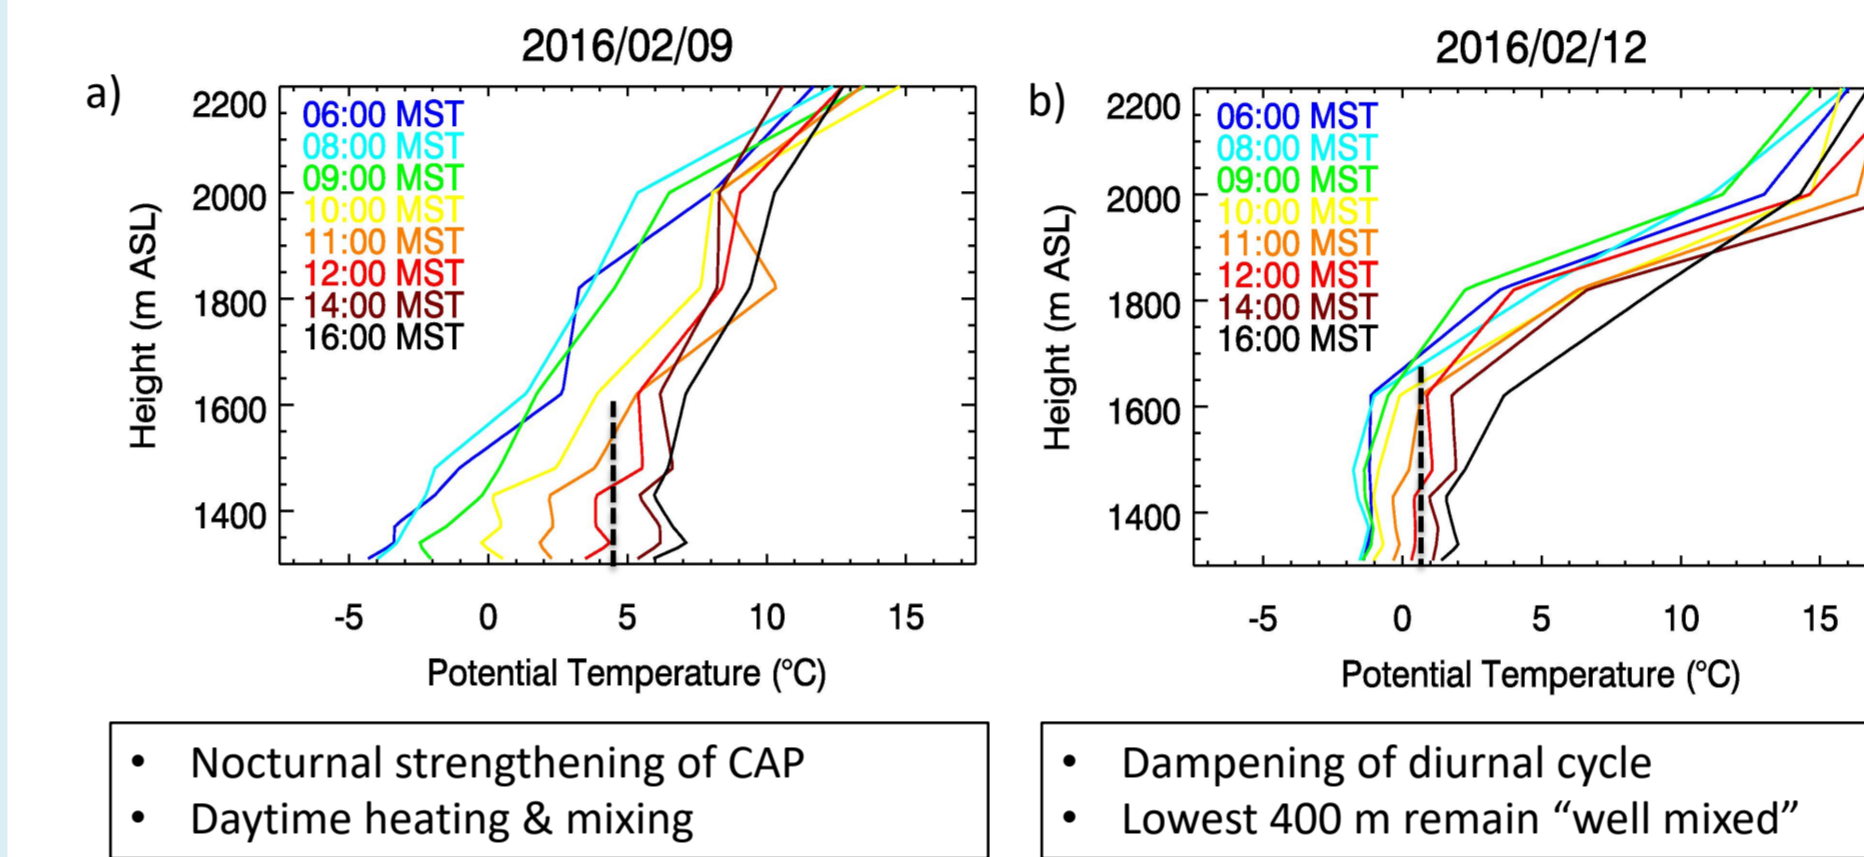 2016/02/09
a)
06:00 MST
08:00 MST
09:00 MST
10:00 MST
11:00 MST
12:00 MST
14:00 MST
16:00 MST
2200
2000
1800
1600
1400
Height (m ASL)
-5 0 5 10 15
Potential Temperature (°C)
• Nocturnal strengthening of CAP
• Daytime heating & mixing
2016/02/12
b)
06:00 MST
08:00 MST
09:00 MST
10:00 MST
11:00 MST
12:00 MST
14:00 MST
16:00 MST
2200
2000
1800
1600
1400
Height (m ASL)
-5 0 5 10 15
Potential Temperature (°C)
• Dampening of diurnal cycle
• Lowest 400 m remain “well mixed”